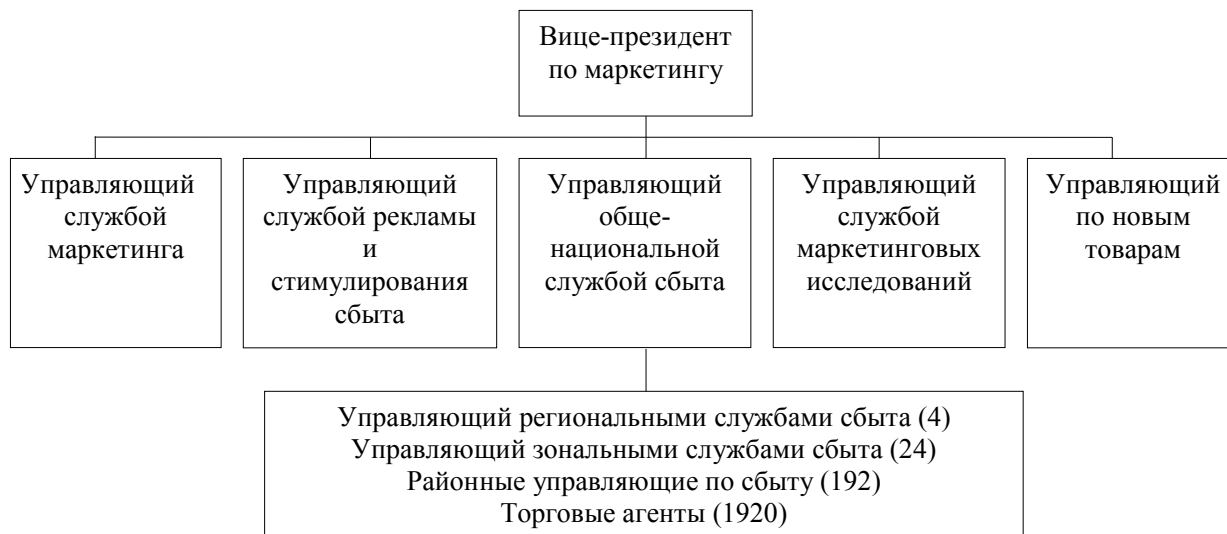 Вице-президент
по маркетингу
Управляющий
службой
маркетинга
Управляющий
службой рекламы
и
стимулирования
сбыта
Управляющий
обще-
национальной
службой сбыта
Управляющий
службой
маркетинговых
исследований
Управляющий
по новым
товарам
Управляющий региональными службами сбыта (4)
Управляющий зональными службами сбыта (24)
Районные управляющие по сбыту (192)
Торговые агенты (1920)